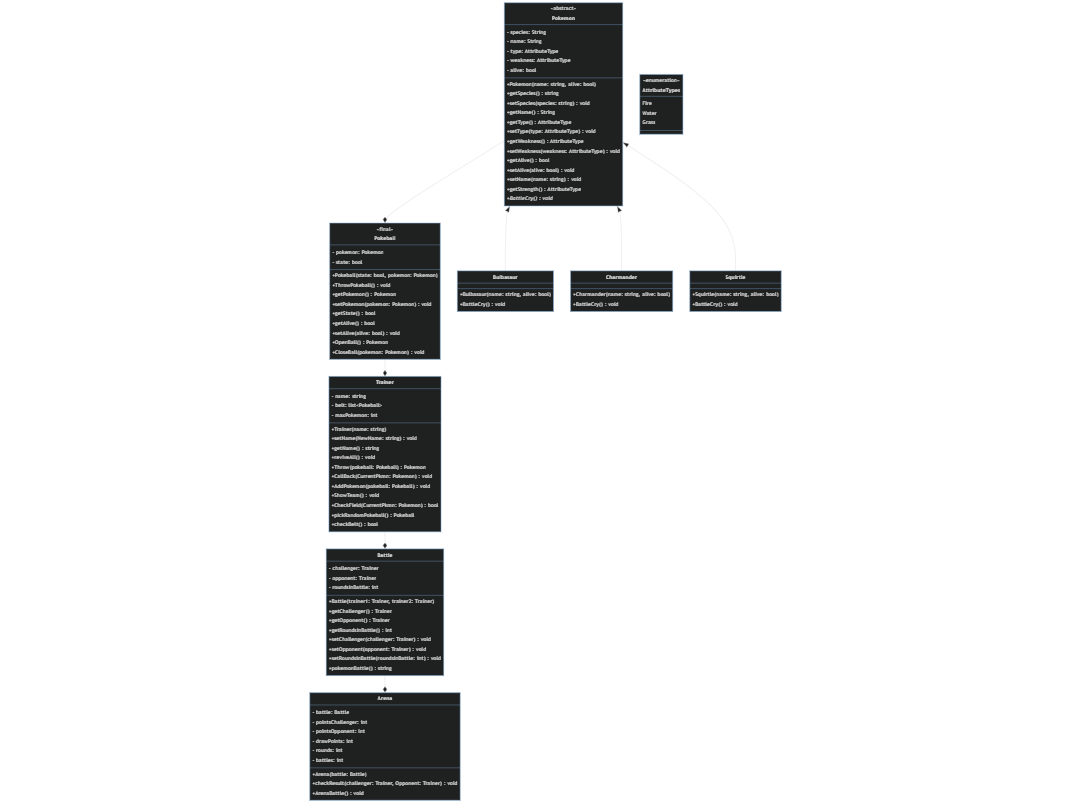 «abstract»
Pokemon
- species: String
- name: String
- type: AttributeType
- weakness: AttributeType
- alive: bool
+Pokemon(name: string, alive: bool)
+getSpecies() : string
+setSpecies(species: string) : void
+getName() : String
+getType() : AttributeType
+setType(type: AttributeType) : void
+getWeakness() : AttributeType
+setWeakness(weakness: AttributeType) : void
+getAlive() : bool
+setAlive(alive: bool) : void
+setName(name: string) : void
+getStrength() : AttributeType
+BattleCry() : void
«enumeration»
AttributeTypes
Fire
Water
Grass
«final»
Pokeball
- pokemon: Pokemon
- state: bool
+Pokeball(state: bool, pokemon: Pokemon)
+ThrowPokeball() : void
+getPokemon() : Pokemon
+setPokemon(pokemon: Pokemon) : void
+getState() : bool
+getAlive() : bool
+setAlive(alive: bool) : void
+OpenBall() : Pokemon
+CloseBall(pokemon: Pokemon) : void
Bulbasaur
+Bulbasaur(name: string, alive: bool)
+BattleCry() : void
Charmander
+Charmander(name: string, alive: bool)
+BattleCry() : void
Squirtle
+Squirtle(name: string, alive: bool)
+BattleCry() : void
Trainer
- name: string
- belt: List<Pokeball>
- maxPokemon: int
+Trainer(name: string)
+setName(NewName: string) : void
+getName() : string
+reviveAll() : void
+Throw(pokeball: Pokeball) : Pokemon
+CallBack(CurrentPkmn: Pokemon) : void
+AddPokemon(pokeball: Pokeball) : void
+ShowTeam() : void
+CheckField(CurrentPkmn: Pokemon) : bool
+pickRandomPokeball() : Pokeball
+checkBelt() : bool
Battle
- challenger: Trainer
- opponent: Trainer
- roundsInBattle: int
+Battle(trainer1: Trainer, trainer2: Trainer)
+getChallenger() : Trainer
+getOpponent() : Trainer
+getRoundsInBattle() : int
+setChallenger(challenger: Trainer) : void
+setOpponent(opponent: Trainer) : void
+setRoundsInBattle(roundsInBattle: int) : void
+pokemonBattle() : string
Arena
- battle: Battle
- pointsChallenger: int
- pointsOpponent: int
- drawPoints: int
- rounds: int
- battles: int
+Arena(battle: Battle)
+checkResult(challenger: Trainer, Opponent: Trainer) : void
+ArenaBattle() : void